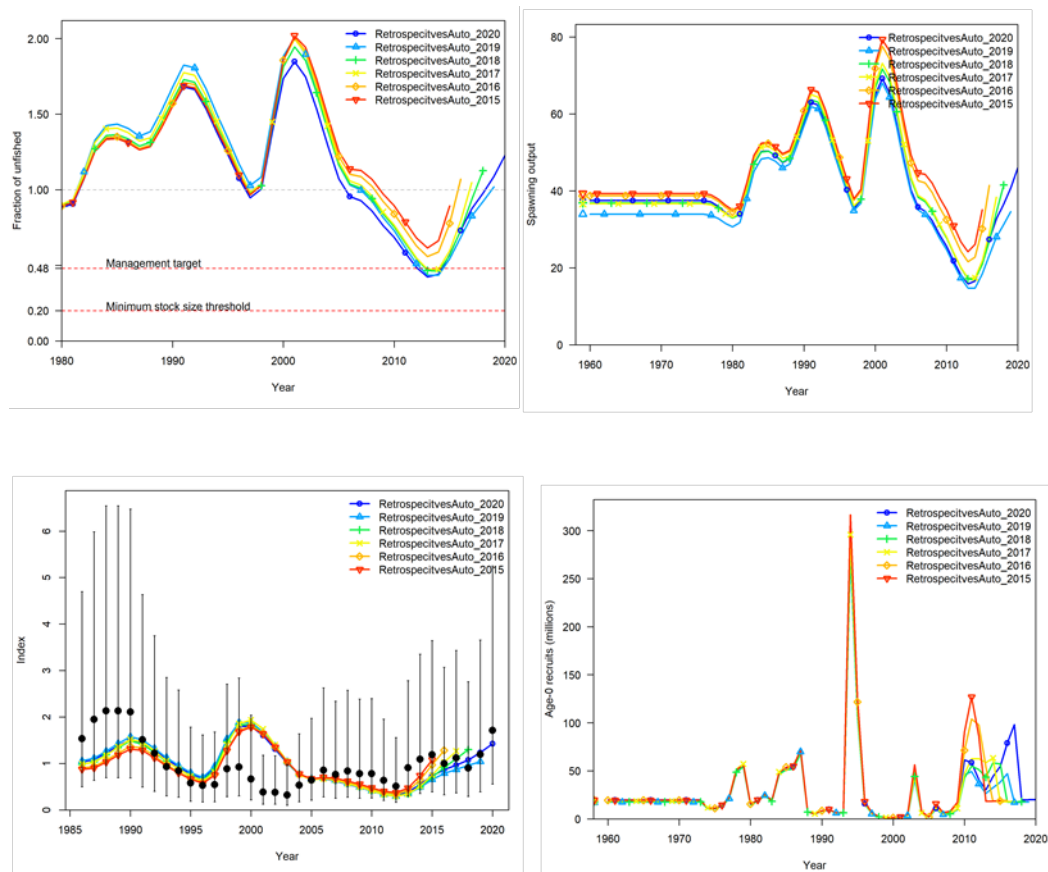 Fraction of unfished
2.00
1.50
1.00
0.48
0.20
0.00
RetrospecitvesAuto_2020
RetrospecitvesAuto_2019
RetrospecitvesAuto_2018
RetrospecitvesAuto_2017
RetrospecitvesAuto_2016
RetrospecitvesAuto_2015
Management target
Minimum stock size threshold
1980 1990 2000 2010 2020
Year
Spawning output
80
60
40
20
0
RetrospecitvesAuto_2020
RetrospecitvesAuto_2019
RetrospecitvesAuto_2018
RetrospecitvesAuto_2017
RetrospecitvesAuto_2016
RetrospecitvesAuto_2015
1960 1970 1980 1990 2000 2010 2020
Year
Index
6
5
4
3
2
1
0
RetrospecitvesAuto_2020
RetrospecitvesAuto_2019
RetrospecitvesAuto_2018
RetrospecitvesAuto_2017
RetrospecitvesAuto_2016
RetrospecitvesAuto_2015
1985 1990 1995 2000 2005 2010 2015 2020
Year
Age-0 recruits (millions)
300
250
200
150
100
50
0
RetrospecitvesAuto_2020
RetrospecitvesAuto_2019
RetrospecitvesAuto_2018
RetrospecitvesAuto_2017
RetrospecitvesAuto_2016
RetrospecitvesAuto_2015
1960 1970 1980 1990 2000 2010 2020
Year